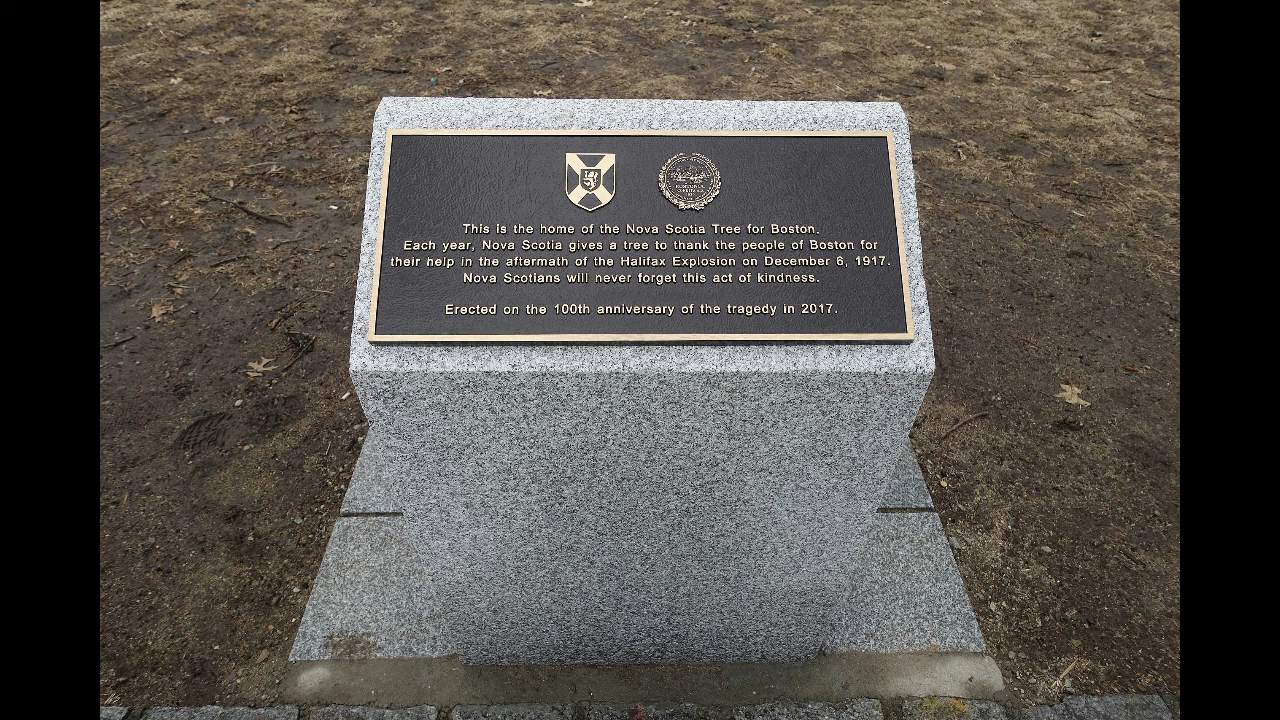 BOSTONIA
This is the home of the Nova Scotia Tree for Boston.
Each year, Nova Scotia gives a tree to thank the people of Boston for
their help in the aftermath of the Halifax Explosion on December 6, 1917.
Nova Scotians will never forget this act of kindness.
Erected on the 100th anniversary of the tragedy in 2017.